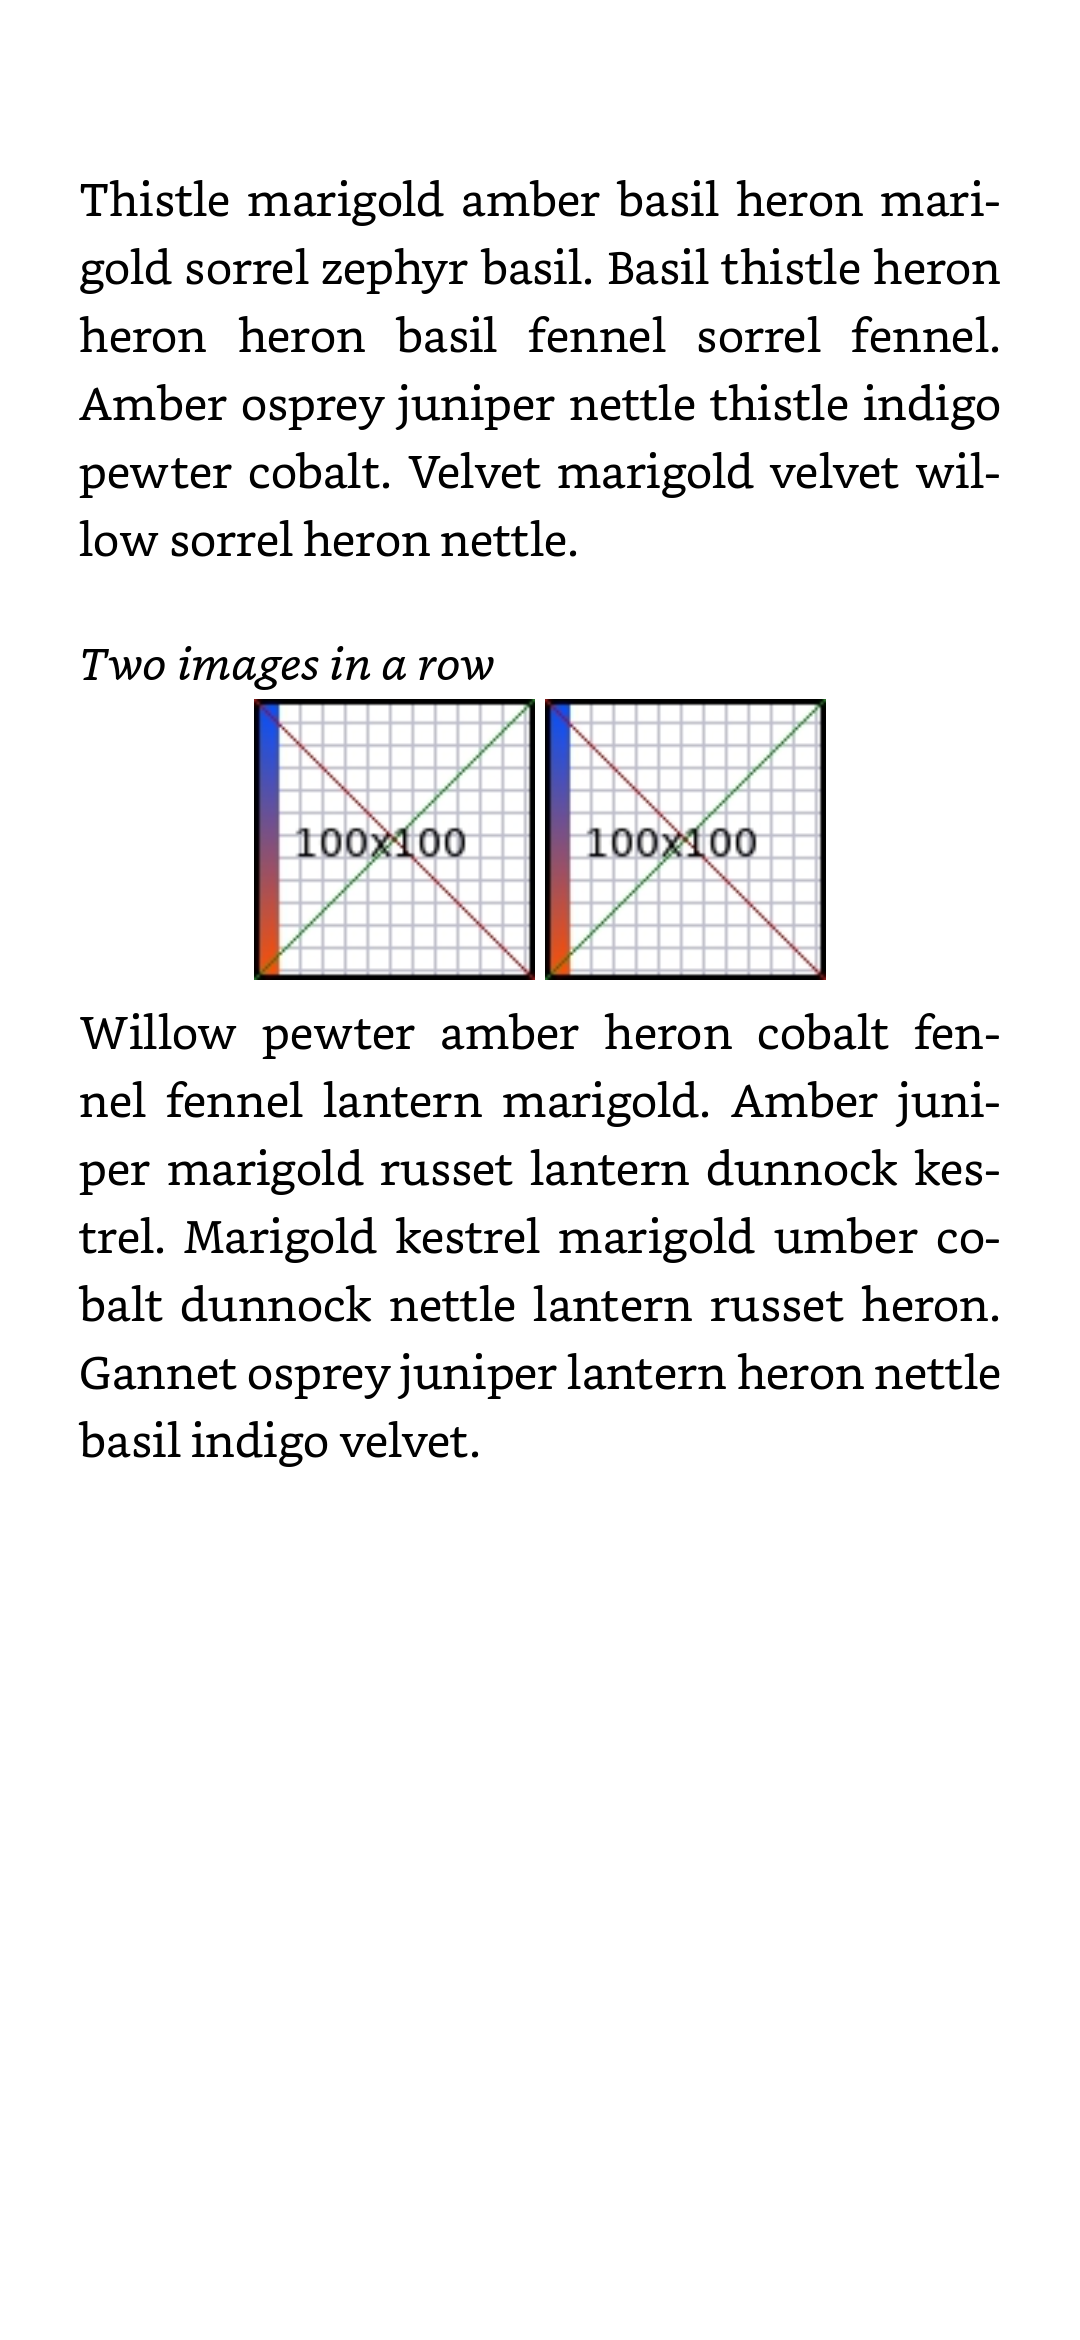 Thistle marigold amber basil heron mari-
gold sorrel zephyr basil. Basil thistle heron
heron heron basil fennel sorrel fennel.
Amber osprey juniper nettle thistle indigo
pewter cobalt. Velvet marigold velvet wil-
low sorrel heron nettle.
Two images in a row
100x100 100x100
Willow pewter amber heron cobalt fen-
nel fennel lantern marigold. Amber juni-
per marigold russet lantern dunnock kes-
trel. Marigold kestrel marigold umber co-
balt dunnock nettle lantern russet heron.
Gannet osprey juniper lantern heron nettle
basil indigo velvet.